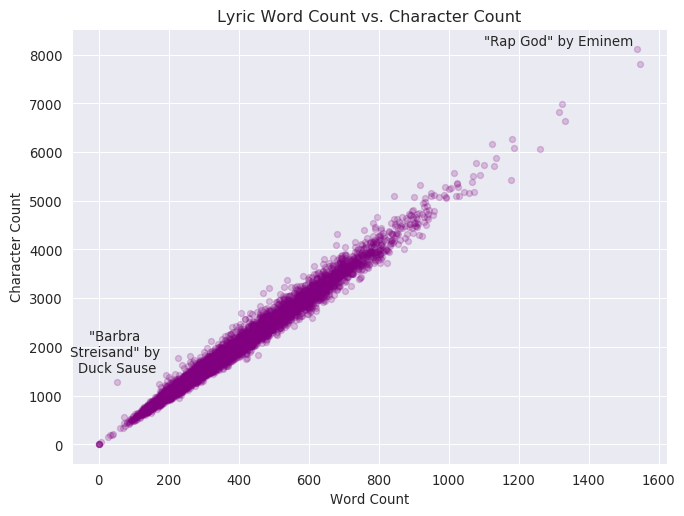 Lyric Word Count vs. Character Count
"Rap God" by Eminem
8000
7000
6000
5000
4000
3000
2000
1000
0
Character Count
"Barbra
Streisand" by
Duck Sause
0 200 400 600 800 1000 1200 1400 1600
Word Count